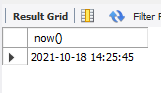 Result Grid Filter F
now()
2021-10-18 14:25:45